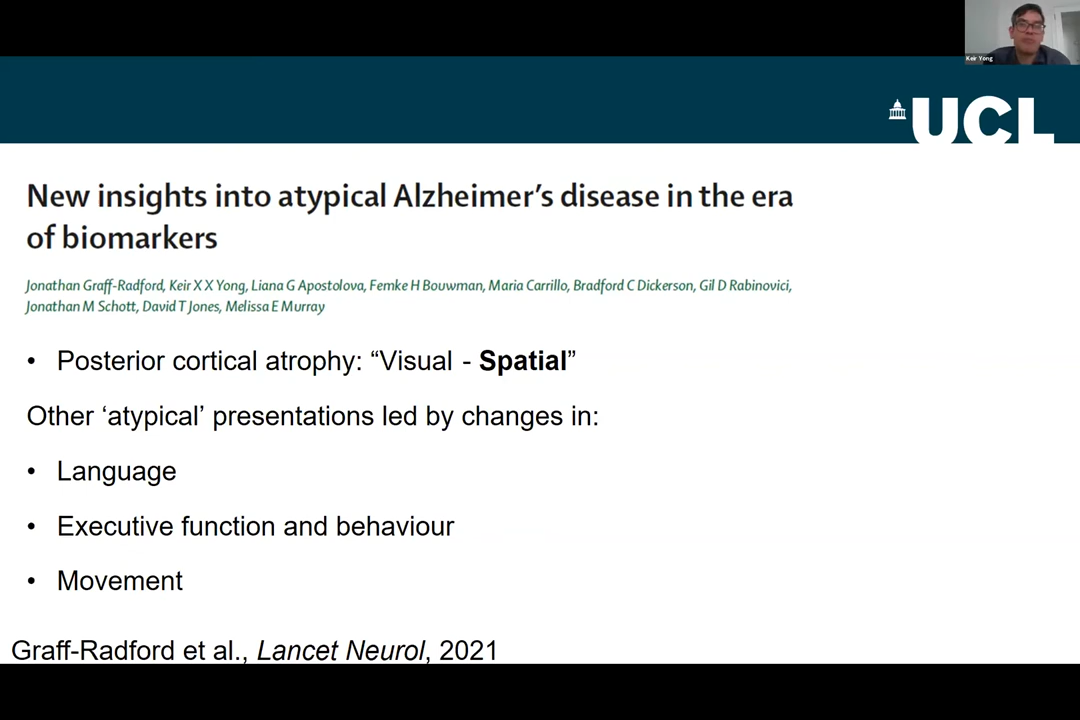 Keir Yong
UCL
New insights into atypical Alzheimer's disease in the era
of biomarkers
Jonathan Graff-Radford, Keir X X Yong, Liana G Apostolova, Femke H Bouwman, Maria Carrillo, Bradford C Dickerson, Gil D Rabinovici,
Jonathan M Schott, David T Jones, Melissa E Murray
• Posterior cortical atrophy: “Visual - Spatial”
Other ‘atypical’ presentations led by changes in:
• Language
• Executive function and behaviour
• Movement
Graff-Radford et al., Lancet Neurol, 2021